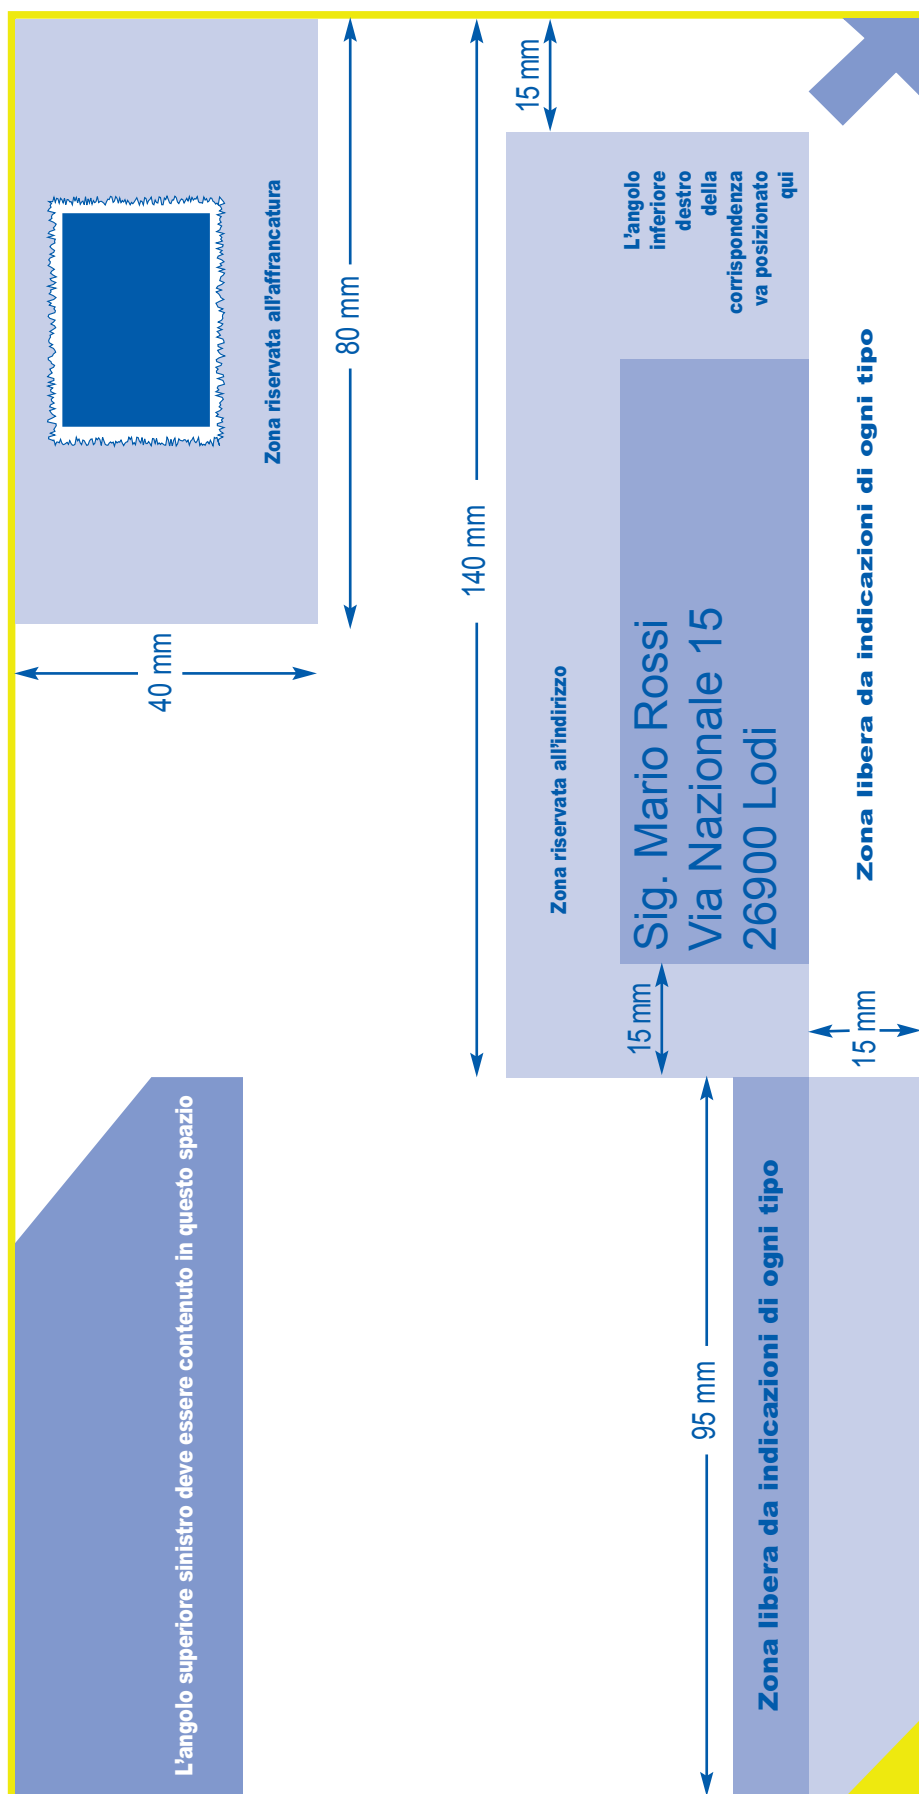 L'angolo superiore sinistro deve essere contenuto in questo spazio
40 mm
Zona riservata all'affrancatura
80 mm
140 mm
15 mm
Zona riservata all'indirizzo
L'angolo
inferiore
destro
della
corrispondenza
va posizionato
qui
15 mm
Sig. Mario Rossi
Via Nazionale 15
26900 Lodi
95 mm
Zona libera da indicazioni di ogni tipo
15 mm
Zona libera da indicazioni di ogni tipo